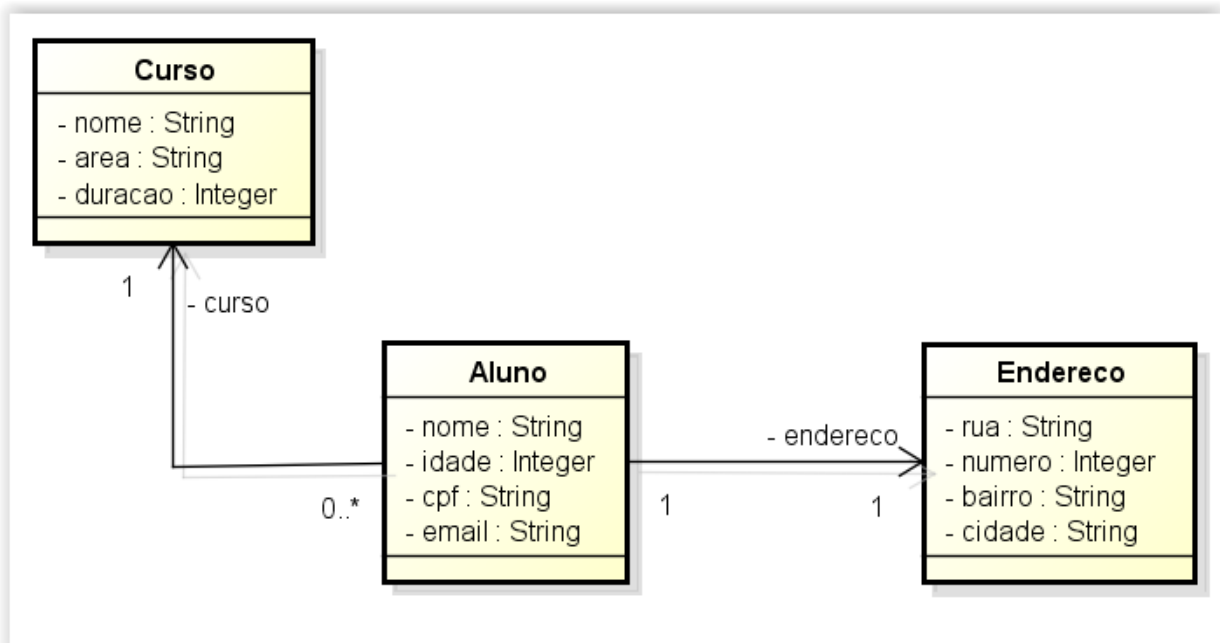 Curso
- nome : String
- area : String
- duracao : Integer
1
- curso
Aluno
- nome : String
- idade : Integer
- cpf : String
- email : String
0..*
- endereco
1
1
Endereco
- rua : String
- numero : Integer
- bairro : String
- cidade : String